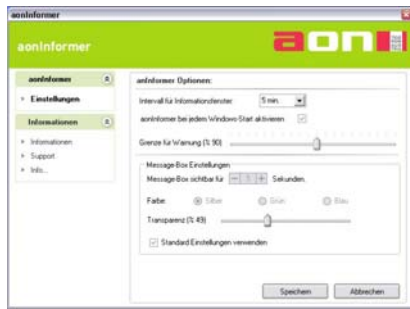 aonInformer
aonInformer
aon
aonInformer
Einstellungen
Informationen
Informationen
Support
Info...
anInformer Optionen:
Intervall für Informationsfenster: 5 min.
aonInformer bei jedem Windows-Start aktivieren
Grenze für Warnung (% 90)
Message-Box Einstellungen
Message-Box sichtbar für 1 Sekunden.
Farbe: Silber Grün Blau
Transparenz (% 49)
Standard Einstellungen verwenden
Speichern Abbrechen